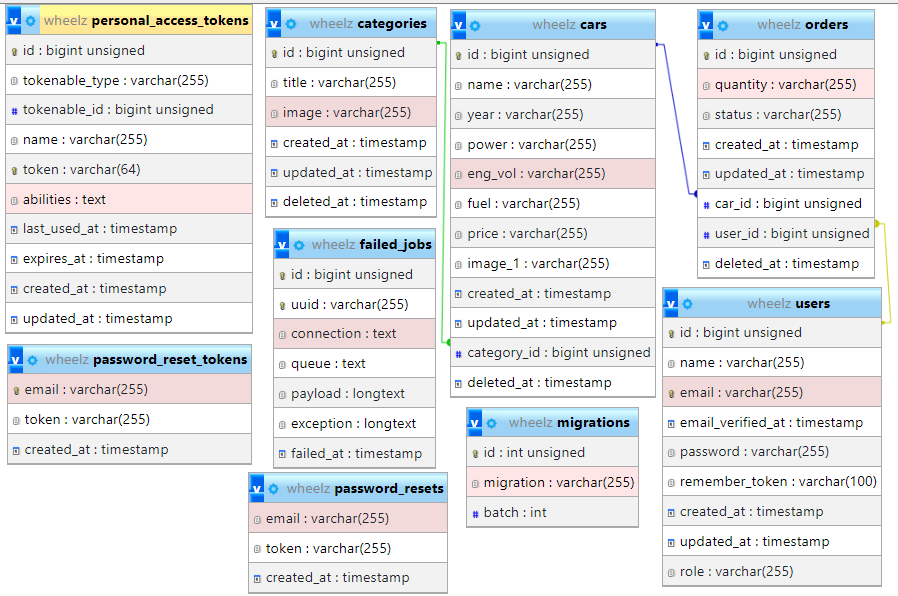 wheelz personal_access_tokens
id : bigint unsigned
tokenable_type : varchar(255)
tokenable_id : bigint unsigned
name : varchar(255)
token : varchar(64)
abilities : text
last_used_at : timestamp
expires_at : timestamp
created_at : timestamp
updated_at : timestamp
wheelz password_reset_tokens
email : varchar(255)
token : varchar(255)
created_at : timestamp
wheelz categories
id : bigint unsigned
title : varchar(255)
image : varchar(255)
created_at : timestamp
updated_at : timestamp
deleted_at : timestamp
wheelz failed_jobs
id : bigint unsigned
uuid : varchar(255)
connection : text
queue : text
payload : longtext
exception : longtext
failed_at : timestamp
wheelz password_resets
email : varchar(255)
token : varchar(255)
created_at : timestamp
wheelz cars
id : bigint unsigned
name : varchar(255)
year : varchar(255)
power : varchar(255)
eng_vol : varchar(255)
fuel : varchar(255)
price : varchar(255)
image_1 : varchar(255)
created_at : timestamp
updated_at : timestamp
category_id : bigint unsigned
deleted_at : timestamp
wheelz migrations
id : int unsigned
migration : varchar(255)
batch : int
wheelz orders
id : bigint unsigned
quantity : varchar(255)
status : varchar(255)
created_at : timestamp
updated_at : timestamp
car_id : bigint unsigned
user_id : bigint unsigned
deleted_at : timestamp
wheelz users
id : bigint unsigned
name : varchar(255)
email : varchar(255)
email_verified_at : timestamp
password : varchar(255)
remember_token : varchar(100)
created_at : timestamp
updated_at : timestamp
role : varchar(255)